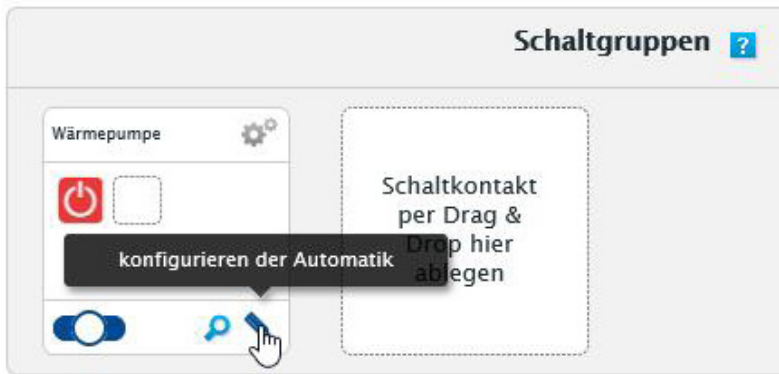 Schaltgruppen ?
Wärmepumpe
Schaltkontakt
per Drag &
Drop hier
ablegen
konfigurieren der Automatik